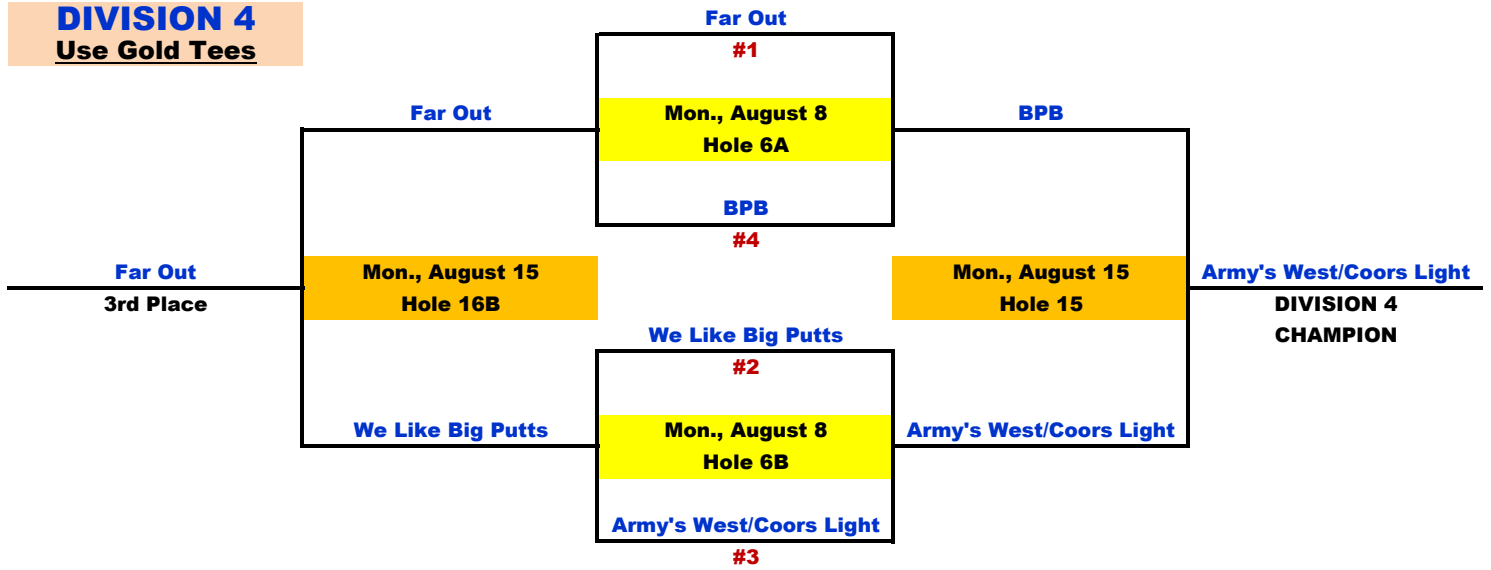 DIVISION 4
Use Gold Tees
Far Out
#1
Far Out
Mon., August 8
BPB
Hole 6A
BPB
#4
Far Out
Mon., August 15
Mon., August 15
Army's West/Coors Light
3rd Place
Hole 16B
Hole 15
DIVISION 4
We Like Big Putts
CHAMPION
#2
We Like Big Putts
Mon., August 8
Army's West/Coors Light
Hole 6B
Army's West/Coors Light
#3